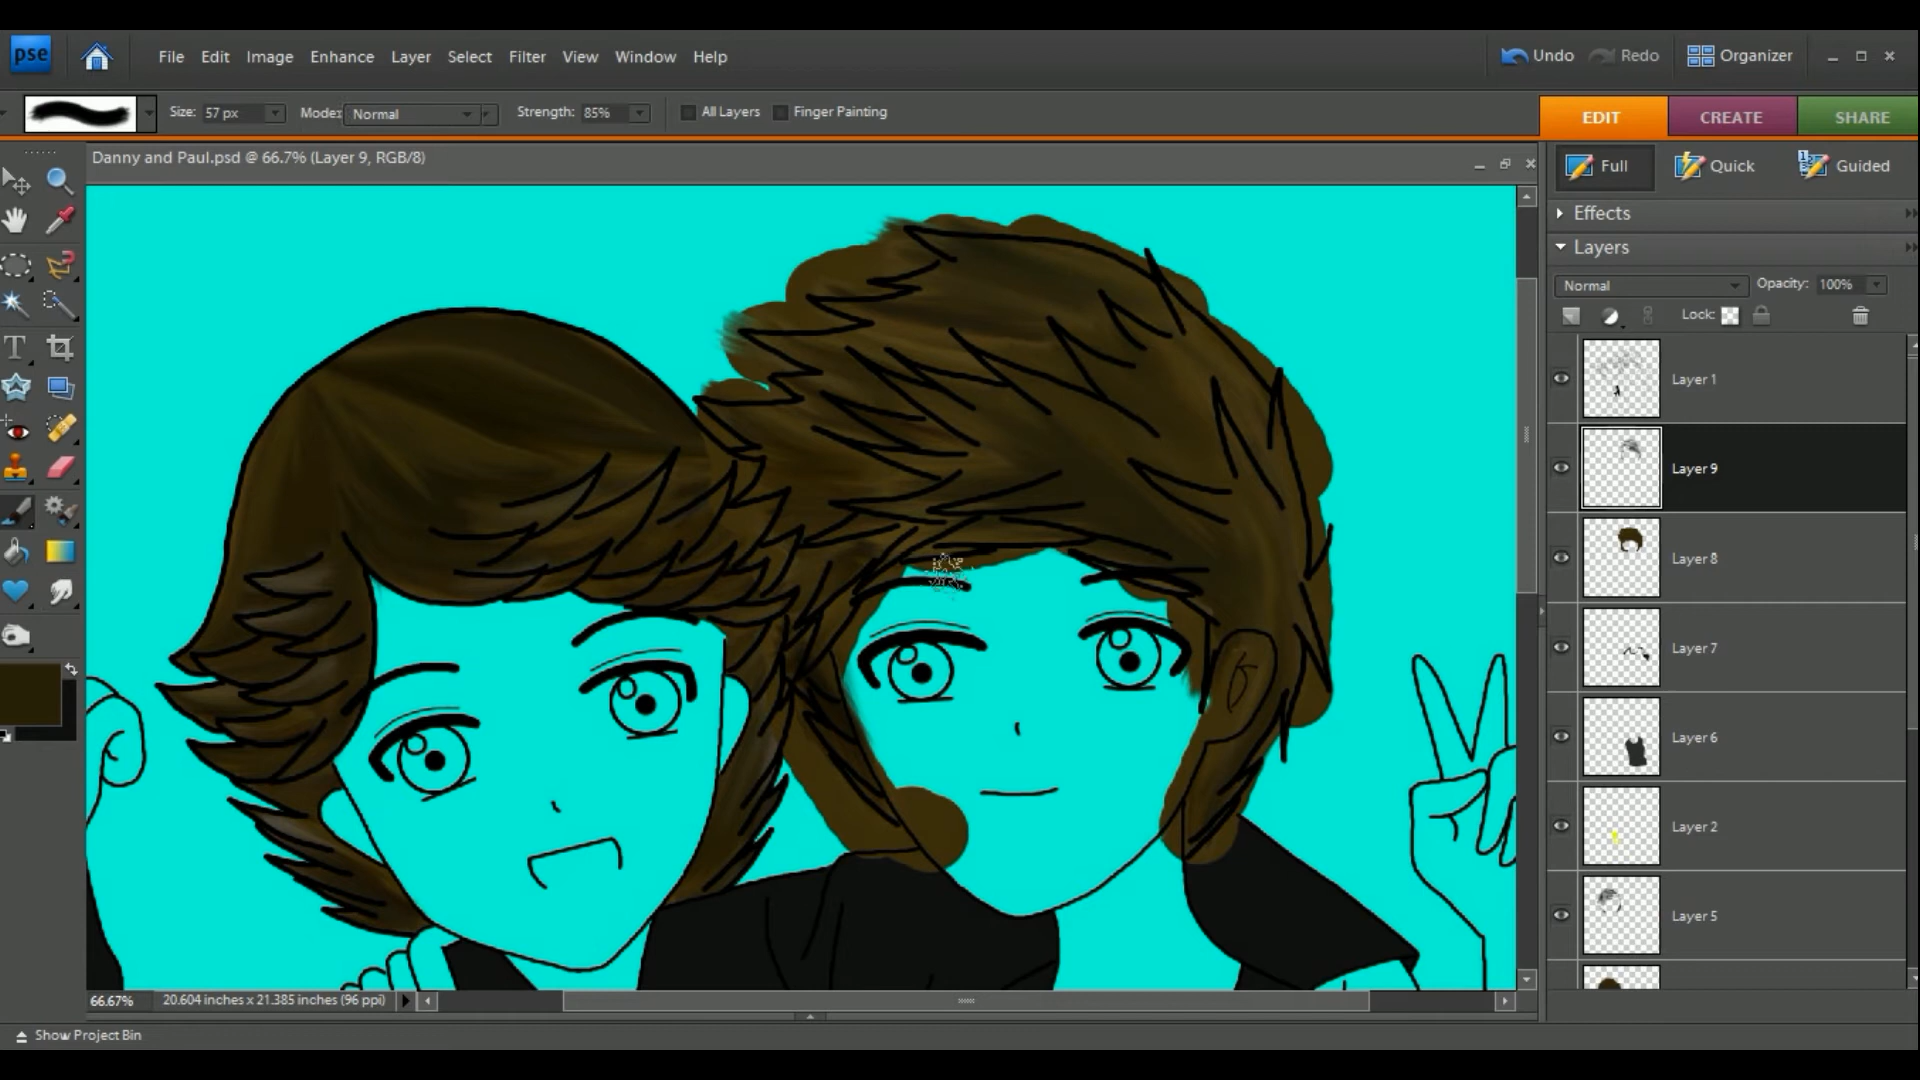 pse File Edit Image Enhance Layer Select Filter View Window Help Undo Redo Organizer
Size: 57 px Mode: Normal Strength: 85% All Layers Finger Painting EDIT CREATE SHARE
Danny and Paul.psd @ 66.7% (Layer 9, RGB/8)
Full Quick Guided
Effects
Layers
Normal Opacity: 100%
Lock:
Layer 1
Layer 9
Layer 8
Layer 7
Layer 6
Layer 2
Layer 5
66.67% 20.604 inches x 21.385 inches (96 ppi)
Show Project Bin